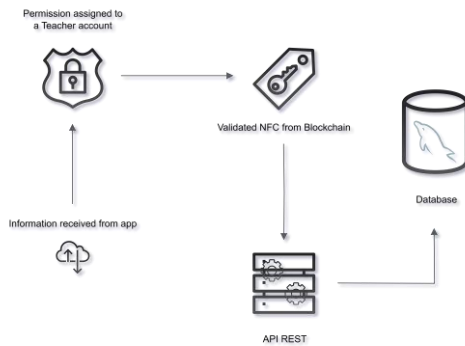 Permission assigned to
a Teacher account
Validated NFC from Blockchain
Database
Information received from app
API REST